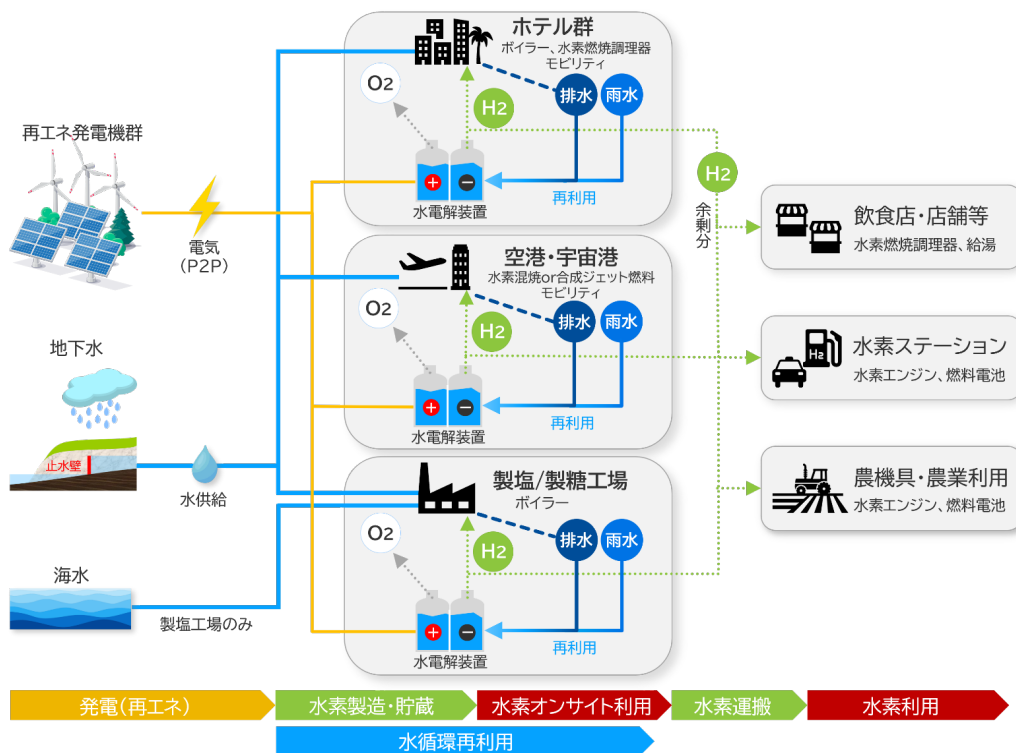 再エネ発電機群
電気
(P2P)
地下水
止水壁
水供給
海水
製塩工場のみ
ホテル群
ボイラー、水素燃焼調理器
モビリティ
O2
H2
排水
雨水
+
−
再利用
水電解装置
空港・宇宙港
水素混焼or合成ジェット燃料
モビリティ
O2
H2
排水
雨水
+
−
再利用
水電解装置
製塩/製糖工場
ボイラー
O2
H2
排水
雨水
+
−
再利用
水電解装置
H2
余剰分
飲食店・店舗等
水素燃焼調理器、給湯
H2
水素ステーション
水素エンジン、燃料電池
農機具・農業利用
水素エンジン、燃料電池
発電(再エネ)
水素製造・貯蔵
水素オンサイト利用
水素運搬
水素利用
水循環再利用